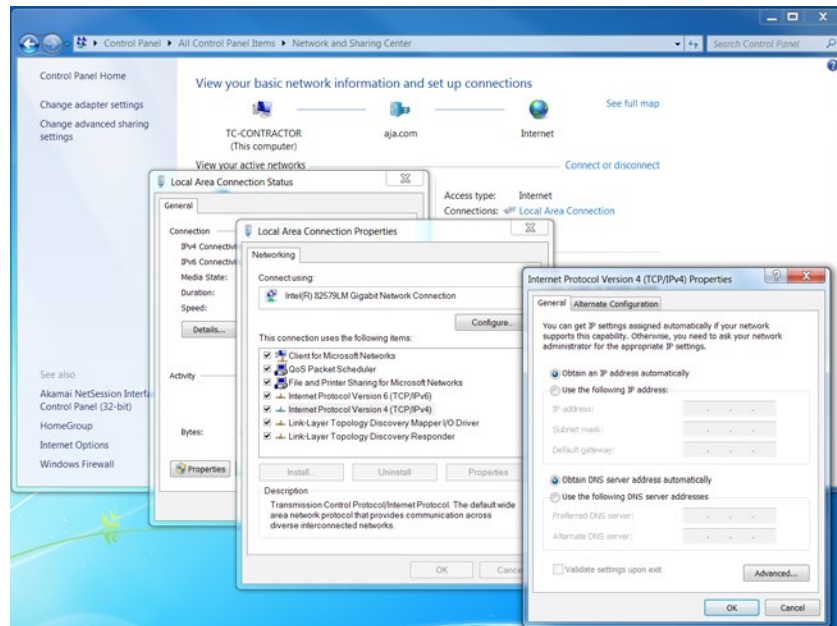 Control Panel ▸ All Control Panel Items ▸ Network and Sharing Center
Search Control Panel
Control Panel Home
Change adapter settings
Change advanced sharing
settings
See also
Akamai NetSession Interfa
Control Panel (32-bit)
HomeGroup
Internet Options
Windows Firewall
View your basic network information and set up connections
See full map
TC-CONTRACTOR
(This computer)
aja.com
Internet
View your active networks
Connect or disconnect
Access type: Internet
Connections: Local Area Connection
Local Area Connection Status
General
Connection
IPv4 Connectivi
IPv6 Connectivi
Media State:
Duration:
Speed:
Details...
Activity
Bytes:
Properties
Local Area Connection Properties
Networking
Connect using:
Intel(R) 82579LM Gigabit Network Connection
Configure...
This connection uses the following items:
Client for Microsoft Networks
QoS Packet Scheduler
File and Printer Sharing for Microsoft Networks
Internet Protocol Version 6 (TCP/IPv6)
Internet Protocol Version 4 (TCP/IPv4)
Link-Layer Topology Discovery Mapper I/O Driver
Link-Layer Topology Discovery Responder
Install... Uninstall Properties
Description
Transmission Control Protocol/Internet Protocol. The default wide
area network protocol that provides communication across
diverse interconnected networks.
OK Cance
Internet Protocol Version 4 (TCP/IPv4) Properties
General Alternate Configuration
You can get IP settings assigned automatically if your network
supports this capability. Otherwise, you need to ask your network
administrator for the appropriate IP settings.
Obtain an IP address automatically
Use the following IP address:
IP address:
Subnet mask:
Default gateway:
Obtain DNS server address automatically
Use the following DNS server addresses
Preferred DNS server:
Alternate DNS server:
Validate settings upon exit
Advanced...
OK Cancel